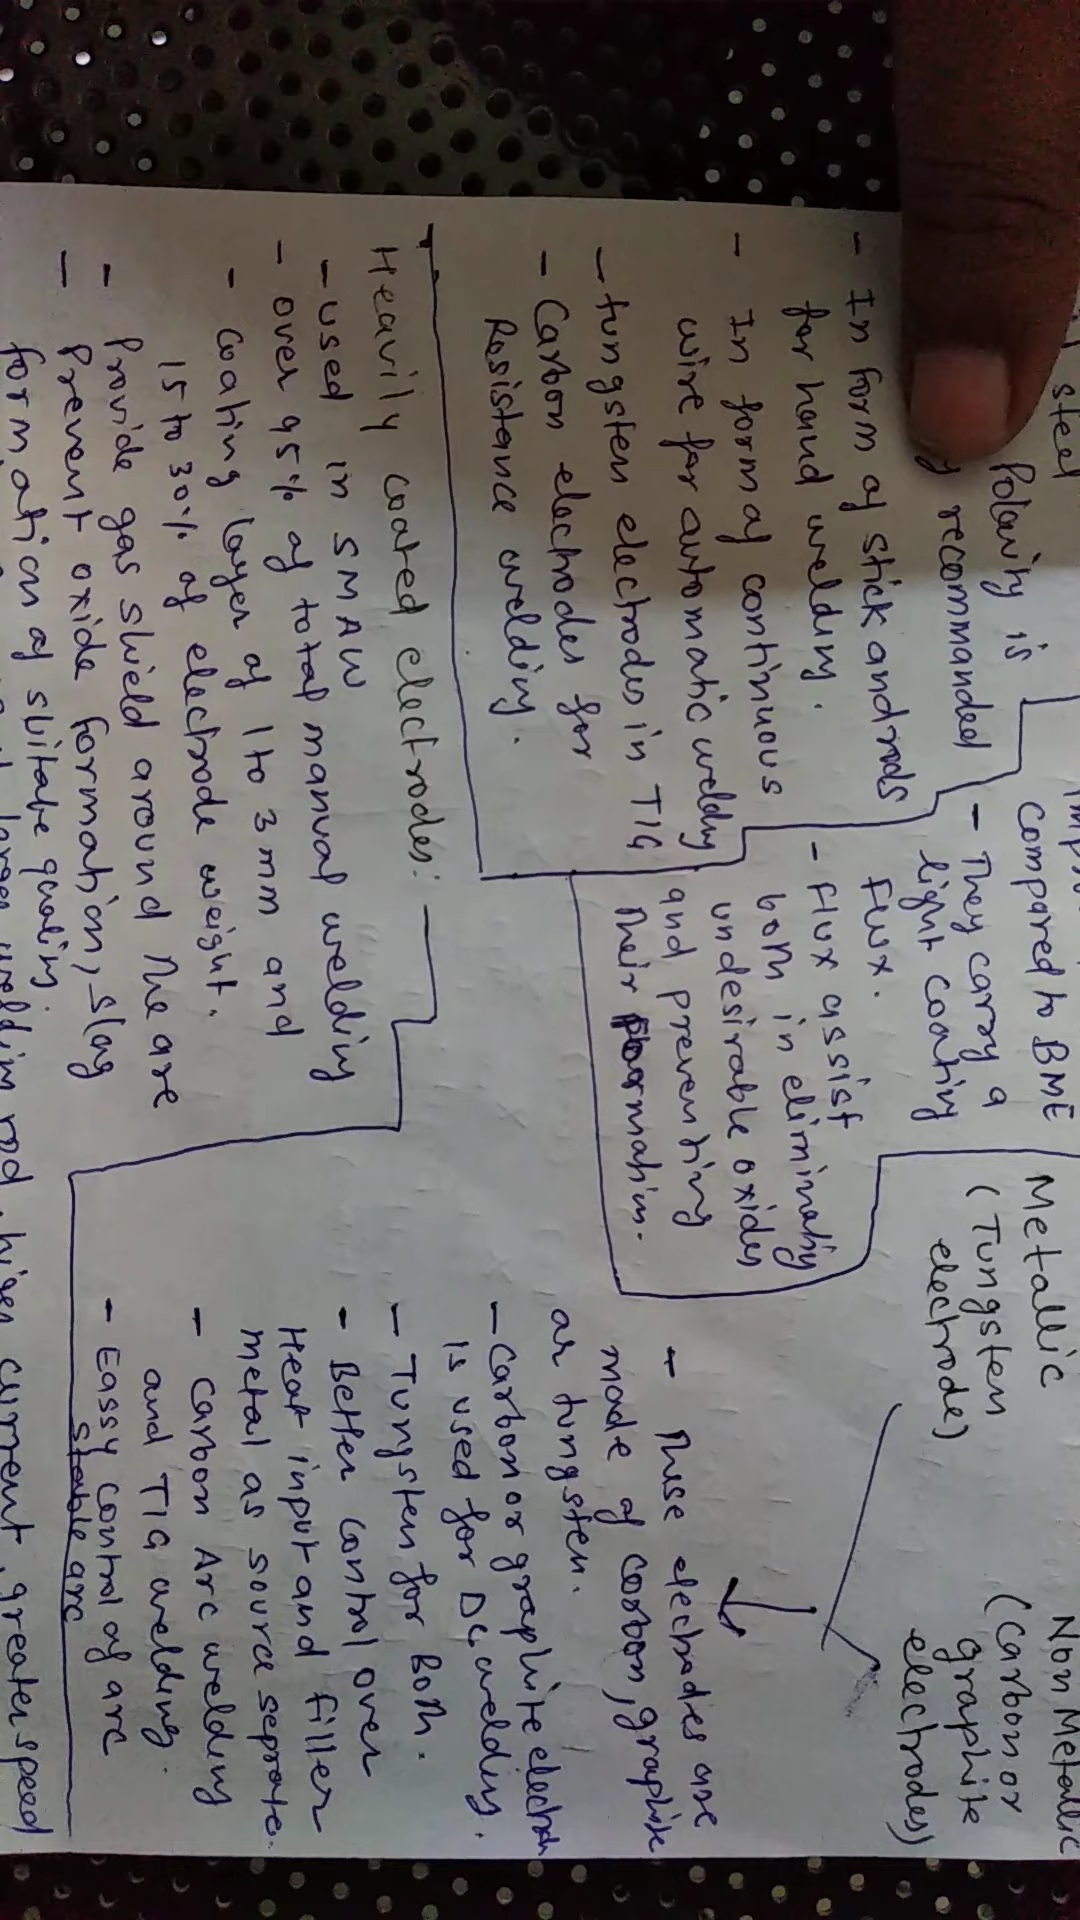 steel
Polarity is
recommanded
- In form of stick and rods
for hand welding.
- In form of continuous
wire for automatic weldny
- tungsten electrodes in TIG
- Carbon electrodes for
Resistance welding.
Compared to BME
- They carry a
light coating
Flux.
- Flux assist
both in eliminating
undesirable oxides
and preventing
their formation.
Metallic
(Tungsten
electrode)
Non Metallic
(Carbon or
graphite
electrodes)
- These electrodes are
made of carbon, graphite
or tungsten.
- Carbon or graphite electrode
is used for DC welding.
- Tungsten for Both.
- Better control over
Heat input and filler
metal as source seprate.
- Carbon Arc welding
and TIG welding.
- Eassy control of arc
stable arc
Heavily coated electrodes:
- used in SMAW
- over 95% of total manual welding
- Coating layer of 1 to 3 mm and
15 to 30% of electrode weight.
- Provide gas shield around the arc
- Prevent oxide formation, slag
formation of suitable quality.
larger welding rod, higer current, greater speed